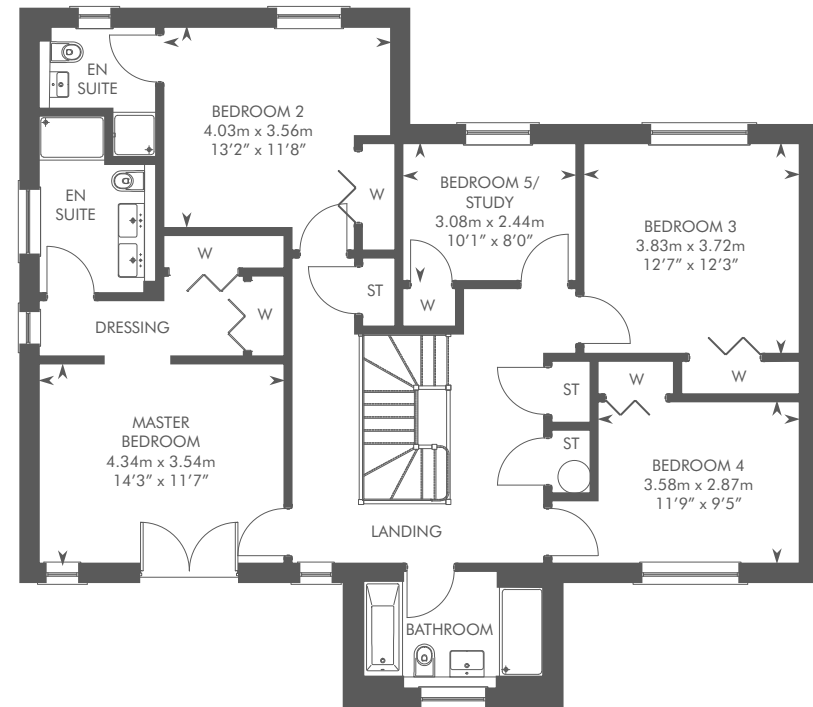 EN
SUITE
BEDROOM 2
4.03m x 3.56m
13’2” x 11’8”
W
EN
SUITE
BEDROOM 5/
STUDY
3.08m x 2.44m
10’1” x 8’0”
W
BEDROOM 3
3.83m x 3.72m
12’7” x 12’3”
W
W
W
DRESSING
ST
MASTER
BEDROOM
4.34m x 3.54m
14’3” x 11’7”
ST
ST
W
BEDROOM 4
3.58m x 2.87m
11’9” x 9’5”
LANDING
BATHROOM